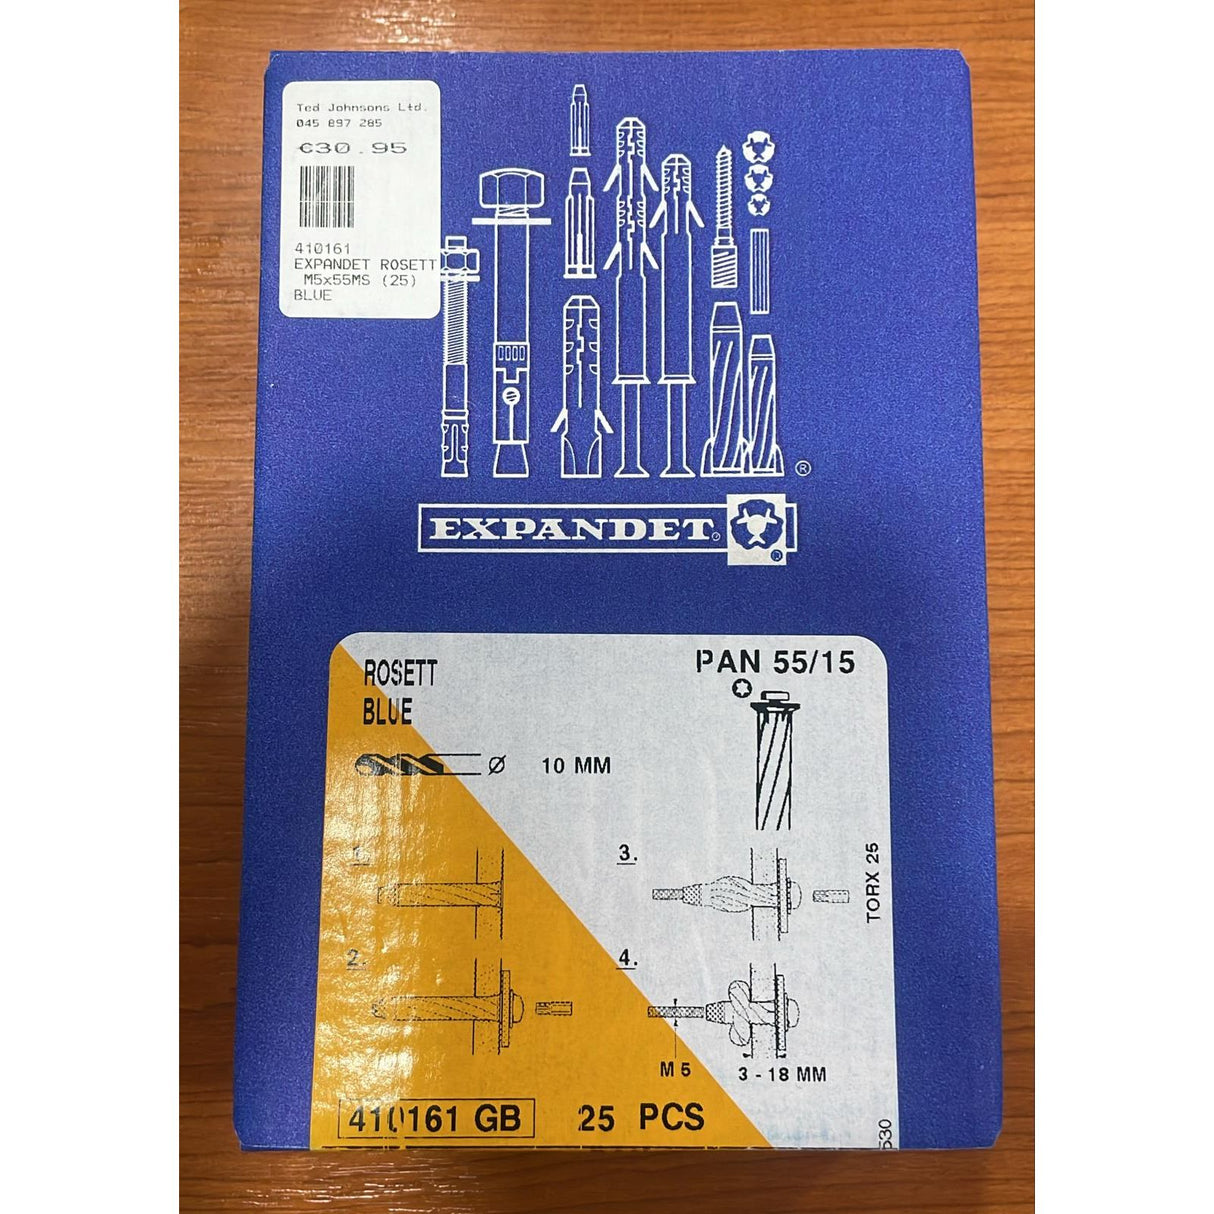 Ted Johnsons Ltd.
045 897 285
€30.95
410161
EXPANDET ROSETT
M5x55MS (25)
BLUE
®
EXPANDET®
®
ROSETT
BLUE
PAN 55/15
Ø 10 MM
1.
3.
TORX 25
2.
4.
M 5
3 - 18 MM
410161 GB
25 PCS